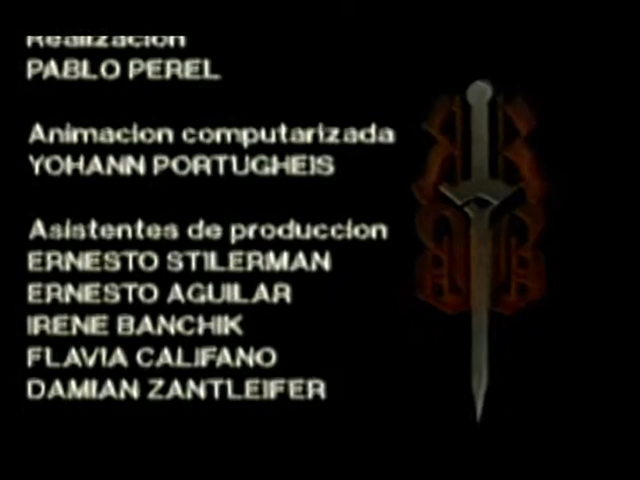 Realizacion
PABLO PEREL
Animacion computarizada
YOHANN PORTUGHEIS
Asistentes de produccion
ERNESTO STILERMAN
ERNESTO AGUILAR
IRENE BANCHIK
FLAVIA CALIFANO
DAMIAN ZANTLEIFER